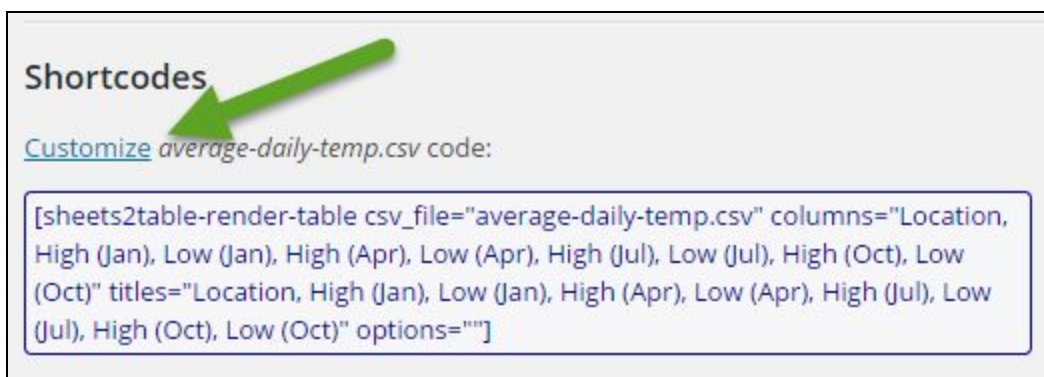 Shortcodes
Customize average-daily-temp.csv code:
[sheets2table-render-table csv_file="average-daily-temp.csv" columns="Location,
High (Jan), Low (Jan), High (Apr), Low (Apr), High (Jul), Low (Jul), High (Oct), Low
(Oct)" titles="Location, High (Jan), Low (Jan), High (Apr), Low (Apr), High (Jul), Low
(Jul), High (Oct), Low (Oct)" options=""]